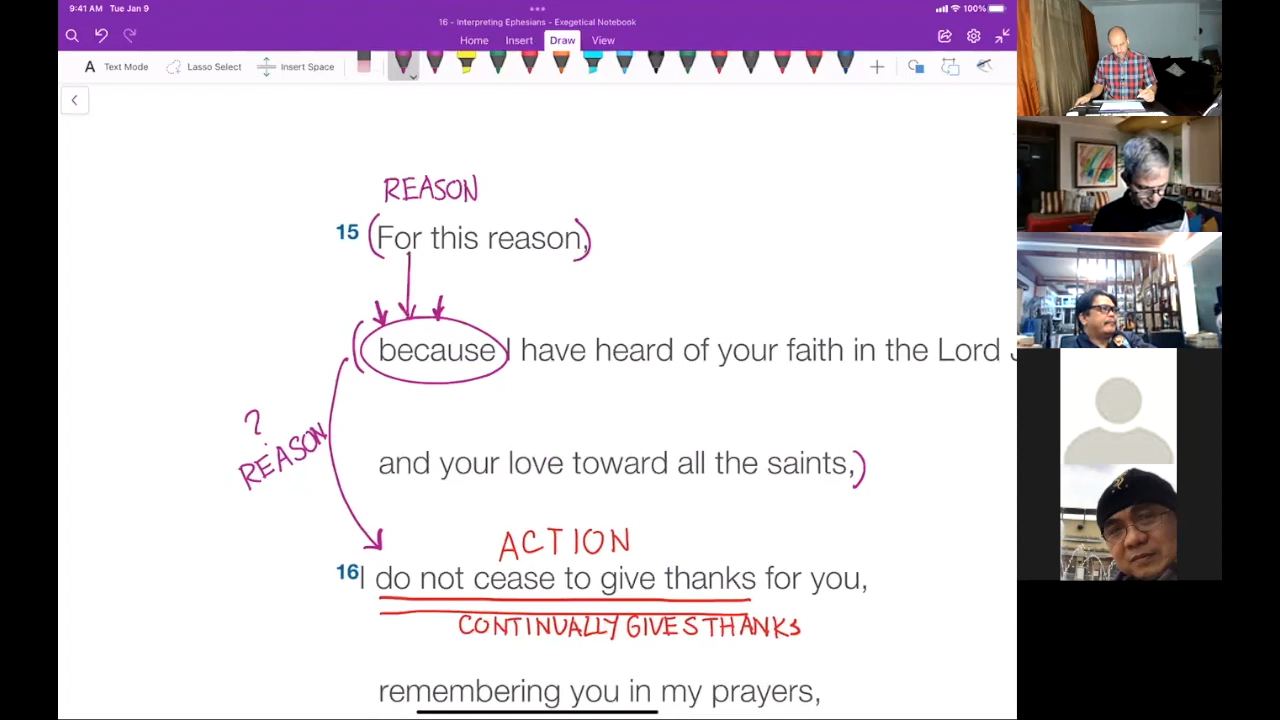 9:41 AM Tue Jan 9
100%
16 - Interpreting Ephesians - Exegetical Notebook
Home Insert Draw View
A Text Mode Lasso Select Insert Space
REASON
15 (For this reason,)
(because I have heard of your faith in the Lord
?
REASON
and your love toward all the saints,)
ACTION
16 I do not cease to give thanks for you,
CONTINUALLY GIVES THANKS
remembering you in my prayers,